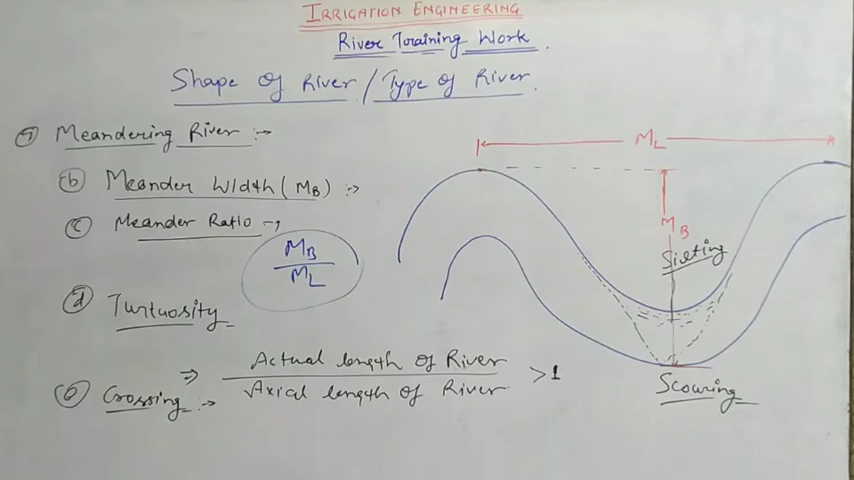 IRRIGATION ENGINEERING
River Training Work.
Shape of River / Type of River.
Meandering River :→
(b) Meander Width (MB) :→
(c) Meander Ratio →
MB
ML
(d) Turtuosity
⇒ Actual length of River
Axial length of River
>1
(e) Crossing :→
ML
MB
Silting
Scouring